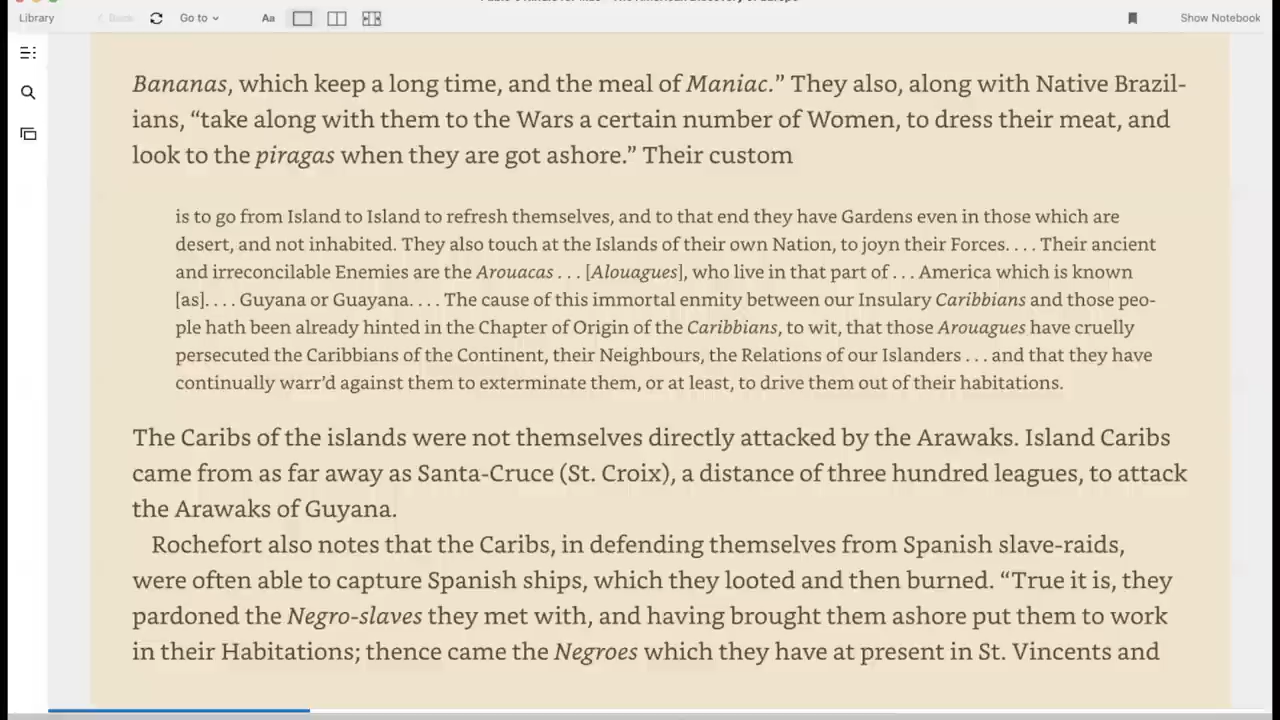 Library
Back
Go to
Aa
Show Notebook
Bananas, which keep a long time, and the meal of Maniac.” They also, along with Native Brazil-
ians, “take along with them to the Wars a certain number of Women, to dress their meat, and
look to the piragas when they are got ashore.” Their custom
is to go from Island to Island to refresh themselves, and to that end they have Gardens even in those which are
desert, and not inhabited. They also touch at the Islands of their own Nation, to joyn their Forces. . . . Their ancient
and irreconcilable Enemies are the Arouacas . . . [Alouagues], who live in that part of . . . America which is known
[as]. . . . Guyana or Guayana. . . . The cause of this immortal enmity between our Insulary Caribbians and those peo-
ple hath been already hinted in the Chapter of Origin of the Caribbians, to wit, that those Arouagues have cruelly
persecuted the Caribbians of the Continent, their Neighbours, the Relations of our Islanders . . . and that they have
continually warr’d against them to exterminate them, or at least, to drive them out of their habitations.
The Caribs of the islands were not themselves directly attacked by the Arawaks. Island Caribs
came from as far away as Santa-Cruce (St. Croix), a distance of three hundred leagues, to attack
the Arawaks of Guyana.
Rochefort also notes that the Caribs, in defending themselves from Spanish slave-raids,
were often able to capture Spanish ships, which they looted and then burned. “True it is, they
pardoned the Negro-slaves they met with, and having brought them ashore put them to work
in their Habitations; thence came the Negroes which they have at present in St. Vincents and